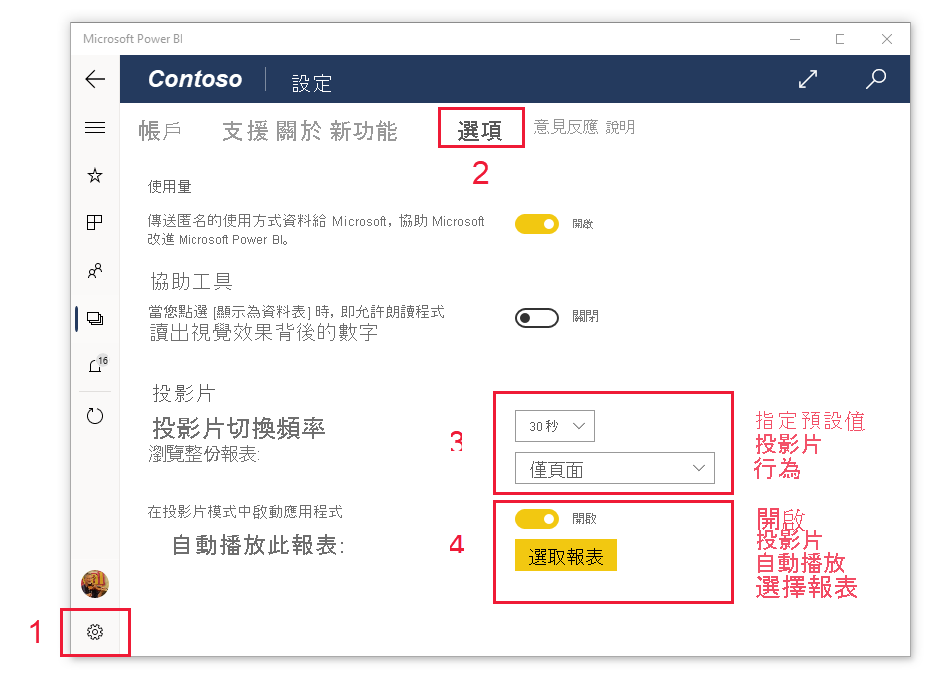 Microsoft Power BI
Contoso 設定
帳戶 支援 關於 新功能 選項 意見反應 說明
2
使用量
傳送匿名的使用方式資料給 Microsoft，協助 Microsoft
改進 Microsoft Power BI。
開啟
協助工具
當您點選 [顯示為資料表] 時，即允許朗讀程式
讀出視覺效果背後的數字
關閉
16
投影片
投影片切換頻率
瀏覽整份報表:
3
30 秒
僅頁面
指定預設值
投影片
行為
在投影片模式中啟動應用程式
自動播放此報表:
4
開啟
選取報表
開啟
投影片
自動播放
選擇報表
1